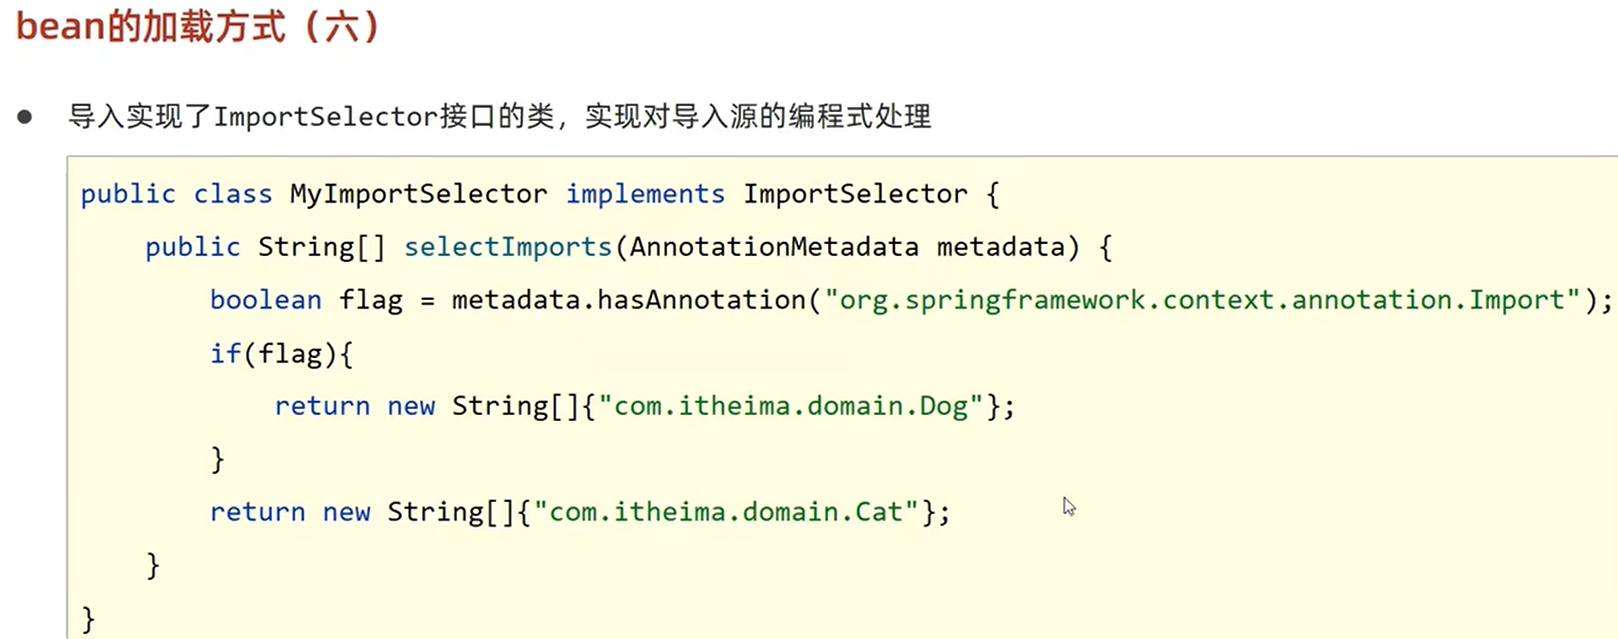 bean的加载方式（六）
● 导入实现了ImportSelector接口的类，实现对导入源的编程式处理
public class MyImportSelector implements ImportSelector {
    public String[] selectImports(AnnotationMetadata metadata) {
        boolean flag = metadata.hasAnnotation("org.springframework.context.annotation.Import");
        if(flag){
            return new String[]{"com.itheima.domain.Dog"};
        }
        return new String[]{"com.itheima.domain.Cat"};
    }
}